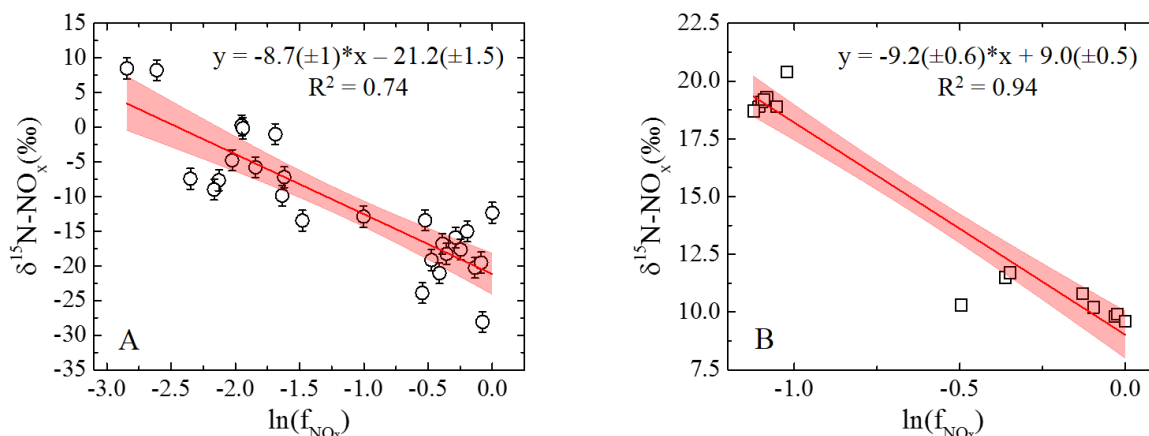 y = -8.7(±1)*x – 21.2(±1.5)
R² = 0.74
δ¹⁵N-NOₓ(‰)
15
10
5
0
-5
-10
-15
-20
-25
-30
-35
A
-3.0 -2.5 -2.0 -1.5 -1.0 -0.5 0.0
ln(f_NOₓ)
y = -9.2(±0.6)*x + 9.0(±0.5)
R² = 0.94
δ¹⁵N-NOₓ(‰)
22.5
20.0
17.5
15.0
12.5
10.0
7.5
B
-1.0 -0.5 0.0
ln(f_NOₓ)